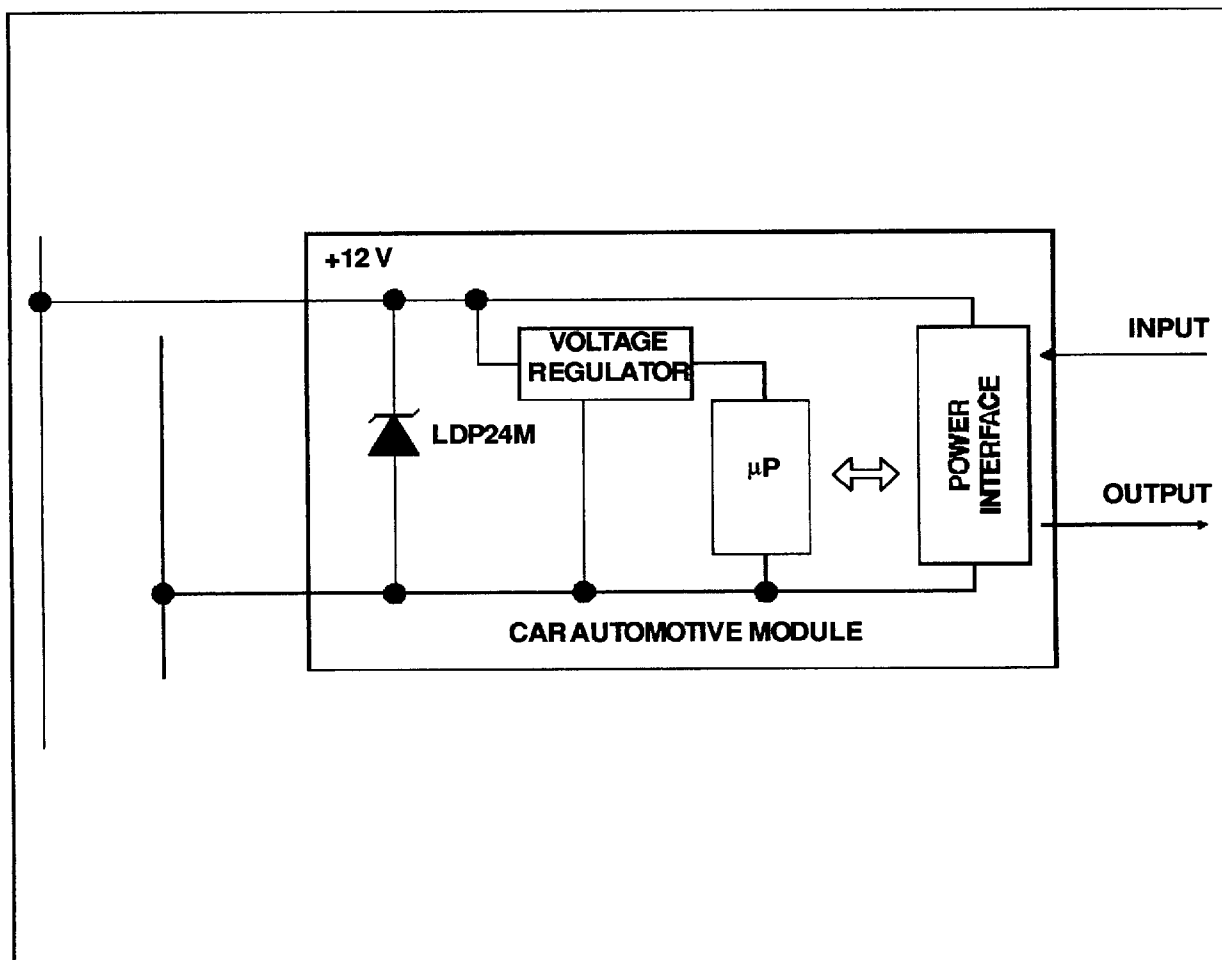 +12 V
VOLTAGE
REGULATOR
LDP24M
µP
POWER
INTERFACE
INPUT
OUTPUT
CAR AUTOMOTIVE MODULE